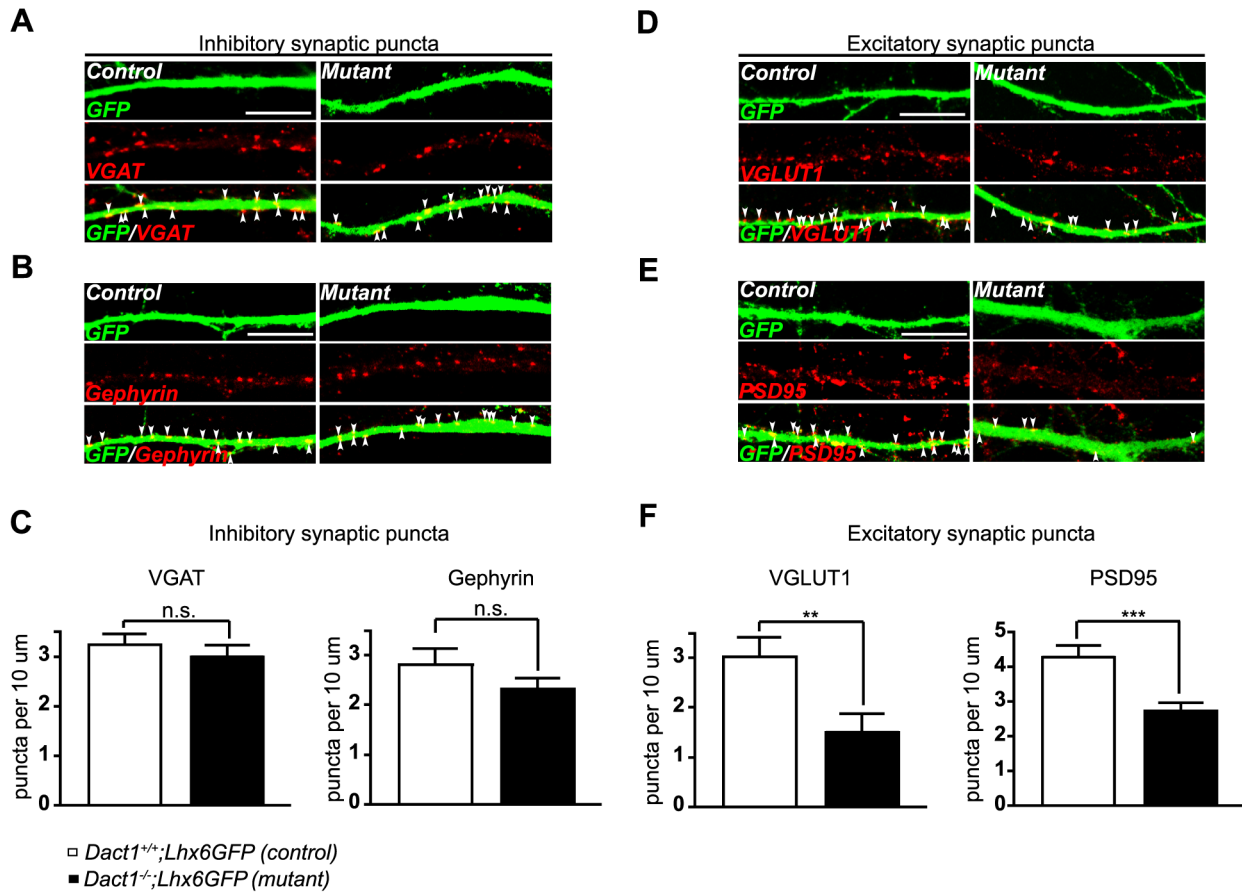 A
Inhibitory synaptic puncta
Control
Mutant
GFP
VGAT
GFP/VGAT
B
Control
Mutant
GFP
Gephyrin
GFP/Gephyrin
C
Inhibitory synaptic puncta
VGAT
n.s.
puncta per 10 um
3
2
1
0
Gephyrin
n.s.
puncta per 10 um
3
2
1
0
Dact1+/+;Lhx6GFP (control)
Dact1-/-;Lhx6GFP (mutant)
D
Excitatory synaptic puncta
Control
Mutant
GFP
VGLUT1
GFP/VGLUT1
E
Control
Mutant
GFP
PSD95
GFP/PSD95
F
Excitatory synaptic puncta
VGLUT1
**
puncta per 10 um
3
2
1
0
PSD95
***
puncta per 10 um
5
4
3
2
1
0